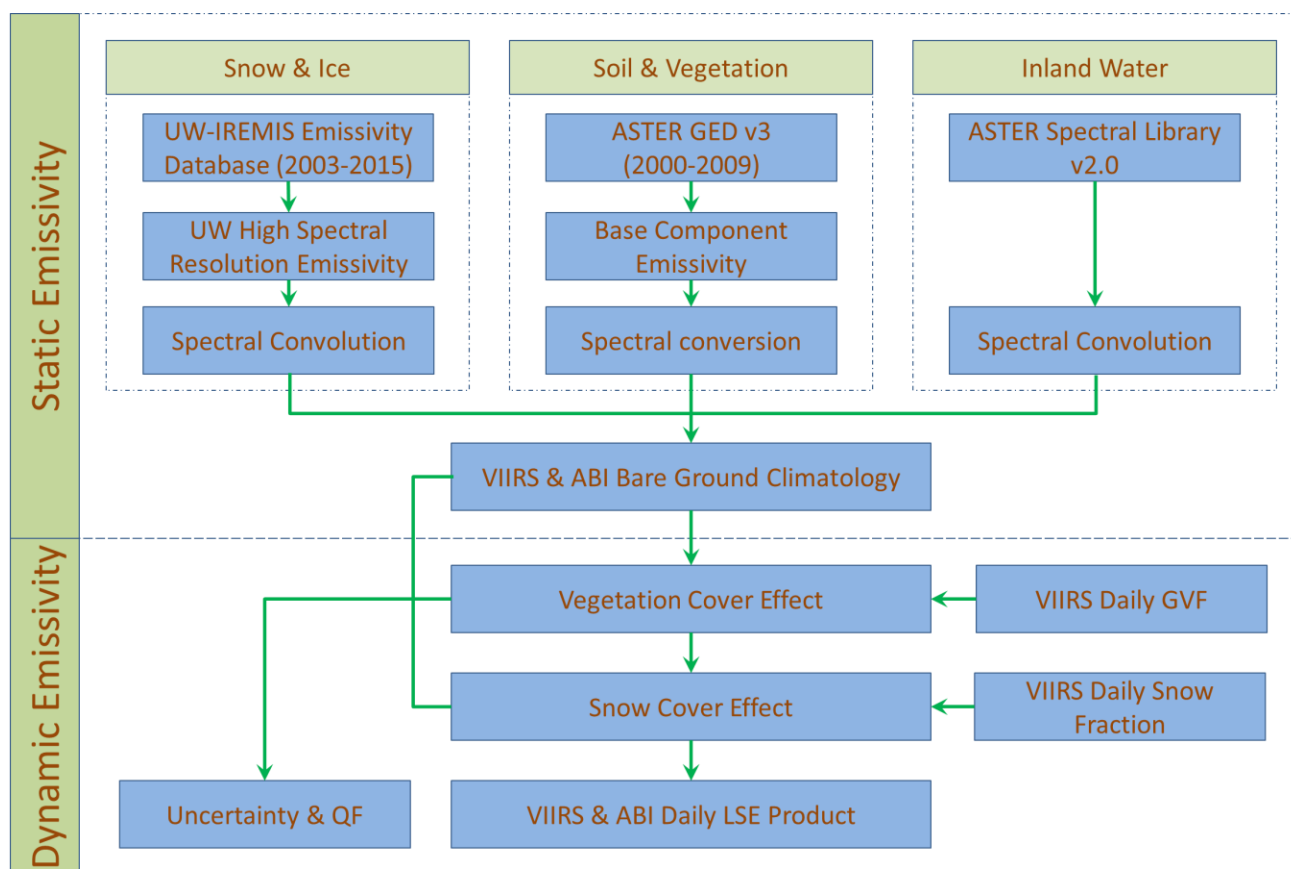 Static Emissivity
Snow & Ice
Soil & Vegetation
Inland Water
UW-IREMIS Emissivity
Database (2003-2015)
ASTER GED v3
(2000-2009)
ASTER Spectral Library
v2.0
UW High Spectral
Resolution Emissivity
Base Component
Emissivity
Spectral Convolution
Spectral conversion
Spectral Convolution
VIIRS & ABI Bare Ground Climatology
Dynamic Emissivity
Vegetation Cover Effect
VIIRS Daily GVF
Snow Cover Effect
VIIRS Daily Snow
Fraction
Uncertainty & QF
VIIRS & ABI Daily LSE Product